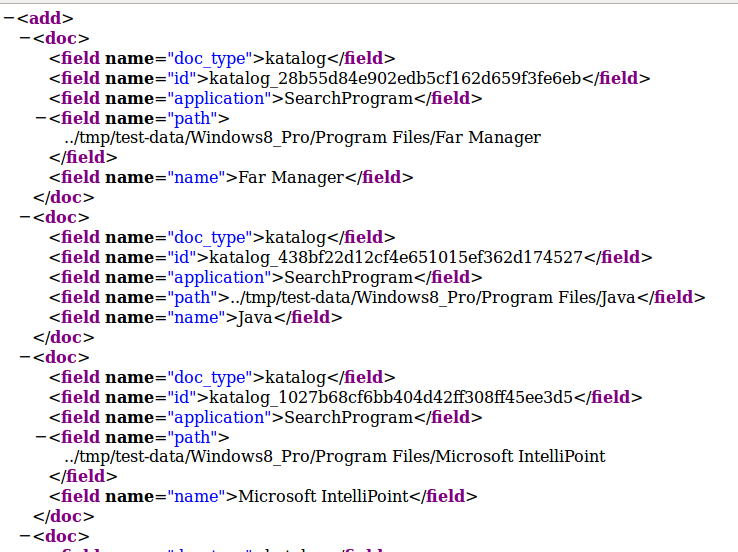 −<add>
−<doc>
<field name="doc_type">katalog</field>
<field name="id">katalog_28b55d84e902edb5cf162d659f3fe6eb</field>
<field name="application">SearchProgram</field>
−<field name="path">
../tmp/test-data/Windows8_Pro/Program Files/Far Manager
</field>
<field name="name">Far Manager</field>
</doc>
−<doc>
<field name="doc_type">katalog</field>
<field name="id">katalog_438bf22d12cf4e651015ef362d174527</field>
<field name="application">SearchProgram</field>
<field name="path">../tmp/test-data/Windows8_Pro/Program Files/Java</field>
<field name="name">Java</field>
</doc>
−<doc>
<field name="doc_type">katalog</field>
<field name="id">katalog_1027b68cf6bb404d42ff308ff45ee3d5</field>
<field name="application">SearchProgram</field>
−<field name="path">
../tmp/test-data/Windows8_Pro/Program Files/Microsoft IntelliPoint
</field>
<field name="name">Microsoft IntelliPoint</field>
</doc>
−<doc>